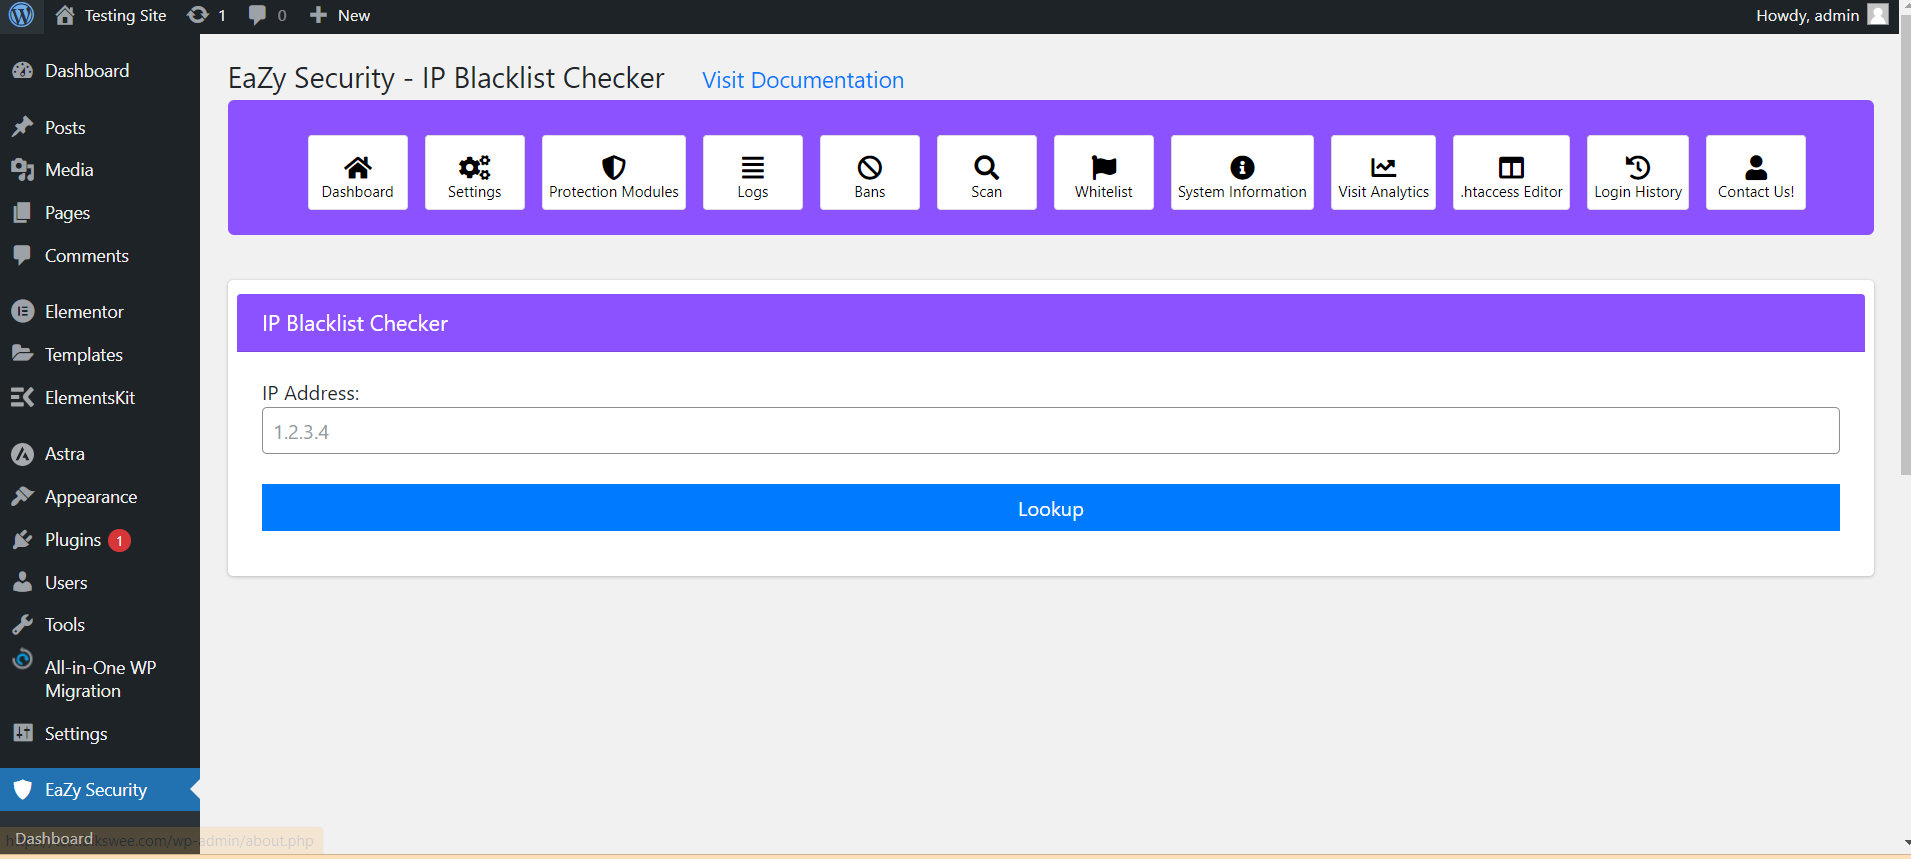 Testing Site 1 0 New Howdy, admin
Dashboard
Posts
Media
Pages
Comments
Elementor
Templates
ElementsKit
Astra
Appearance
Plugins 1
Users
Tools
All-in-One WP
Migration
Settings
EaZy Security
Dashboard
EaZy Security - IP Blacklist Checker Visit Documentation
Dashboard
Settings
Protection Modules
Logs
Bans
Scan
Whitelist
System Information
Visit Analytics
.htaccess Editor
Login History
Contact Us!
IP Blacklist Checker
IP Address:
1.2.3.4
Lookup
kswee.com/wp-admin/about.php